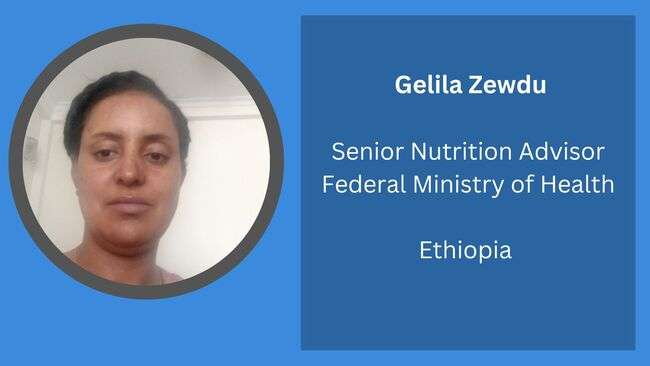 Gelila Zewdu
Senior Nutrition Advisor
Federal Ministry of Health
Ethiopia